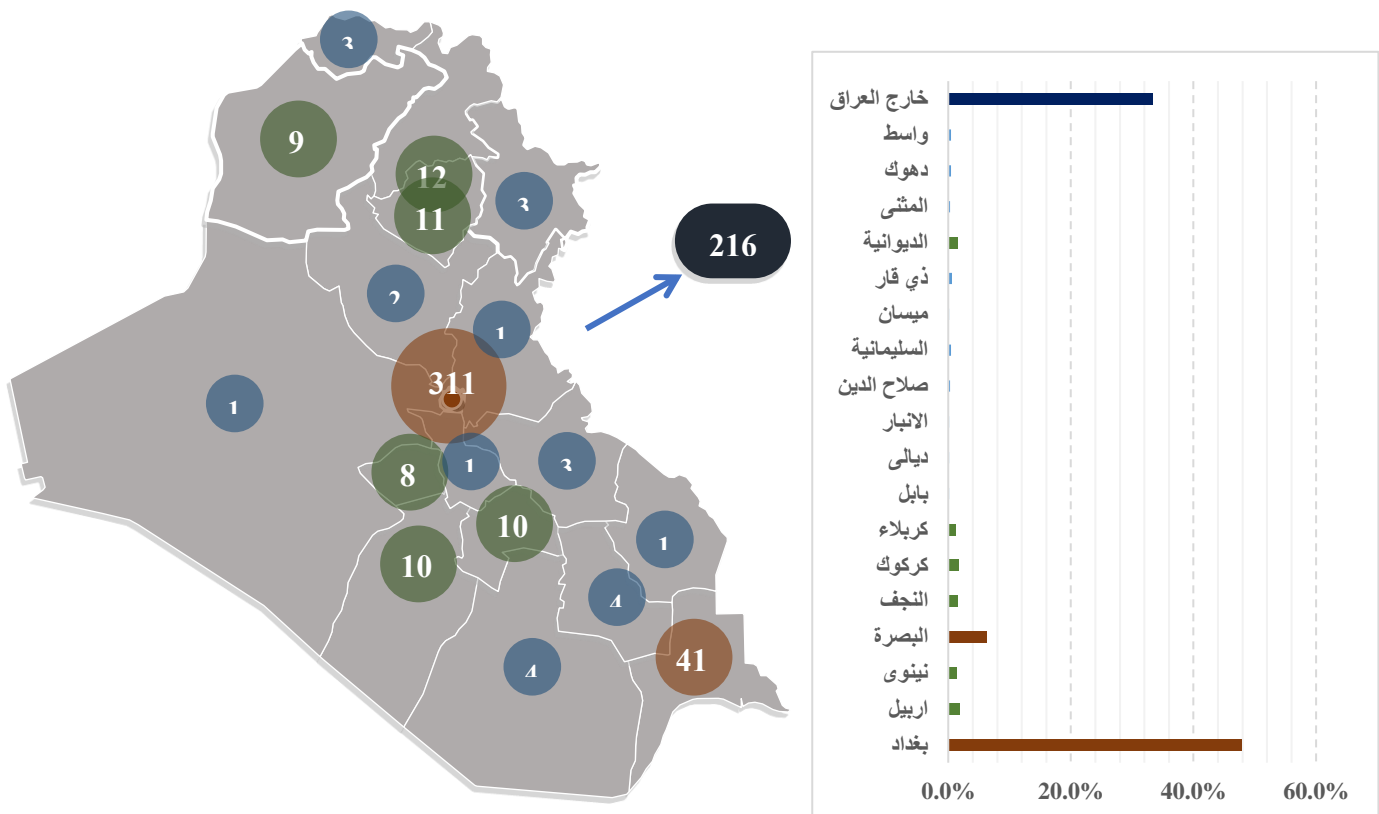 3
9
12
11
3
216
2
1
311
1
8
1
3
10
10
1
4
4
41
خارج العراق
واسط
دهوك
المثنى
الديوانية
ذي قار
ميسان
السليمانية
صلاح الدين
الانبار
ديالى
بابل
كربلاء
كركوك
النجف
البصرة
نينوى
اربيل
بغداد
0.0% 20.0% 40.0% 60.0%